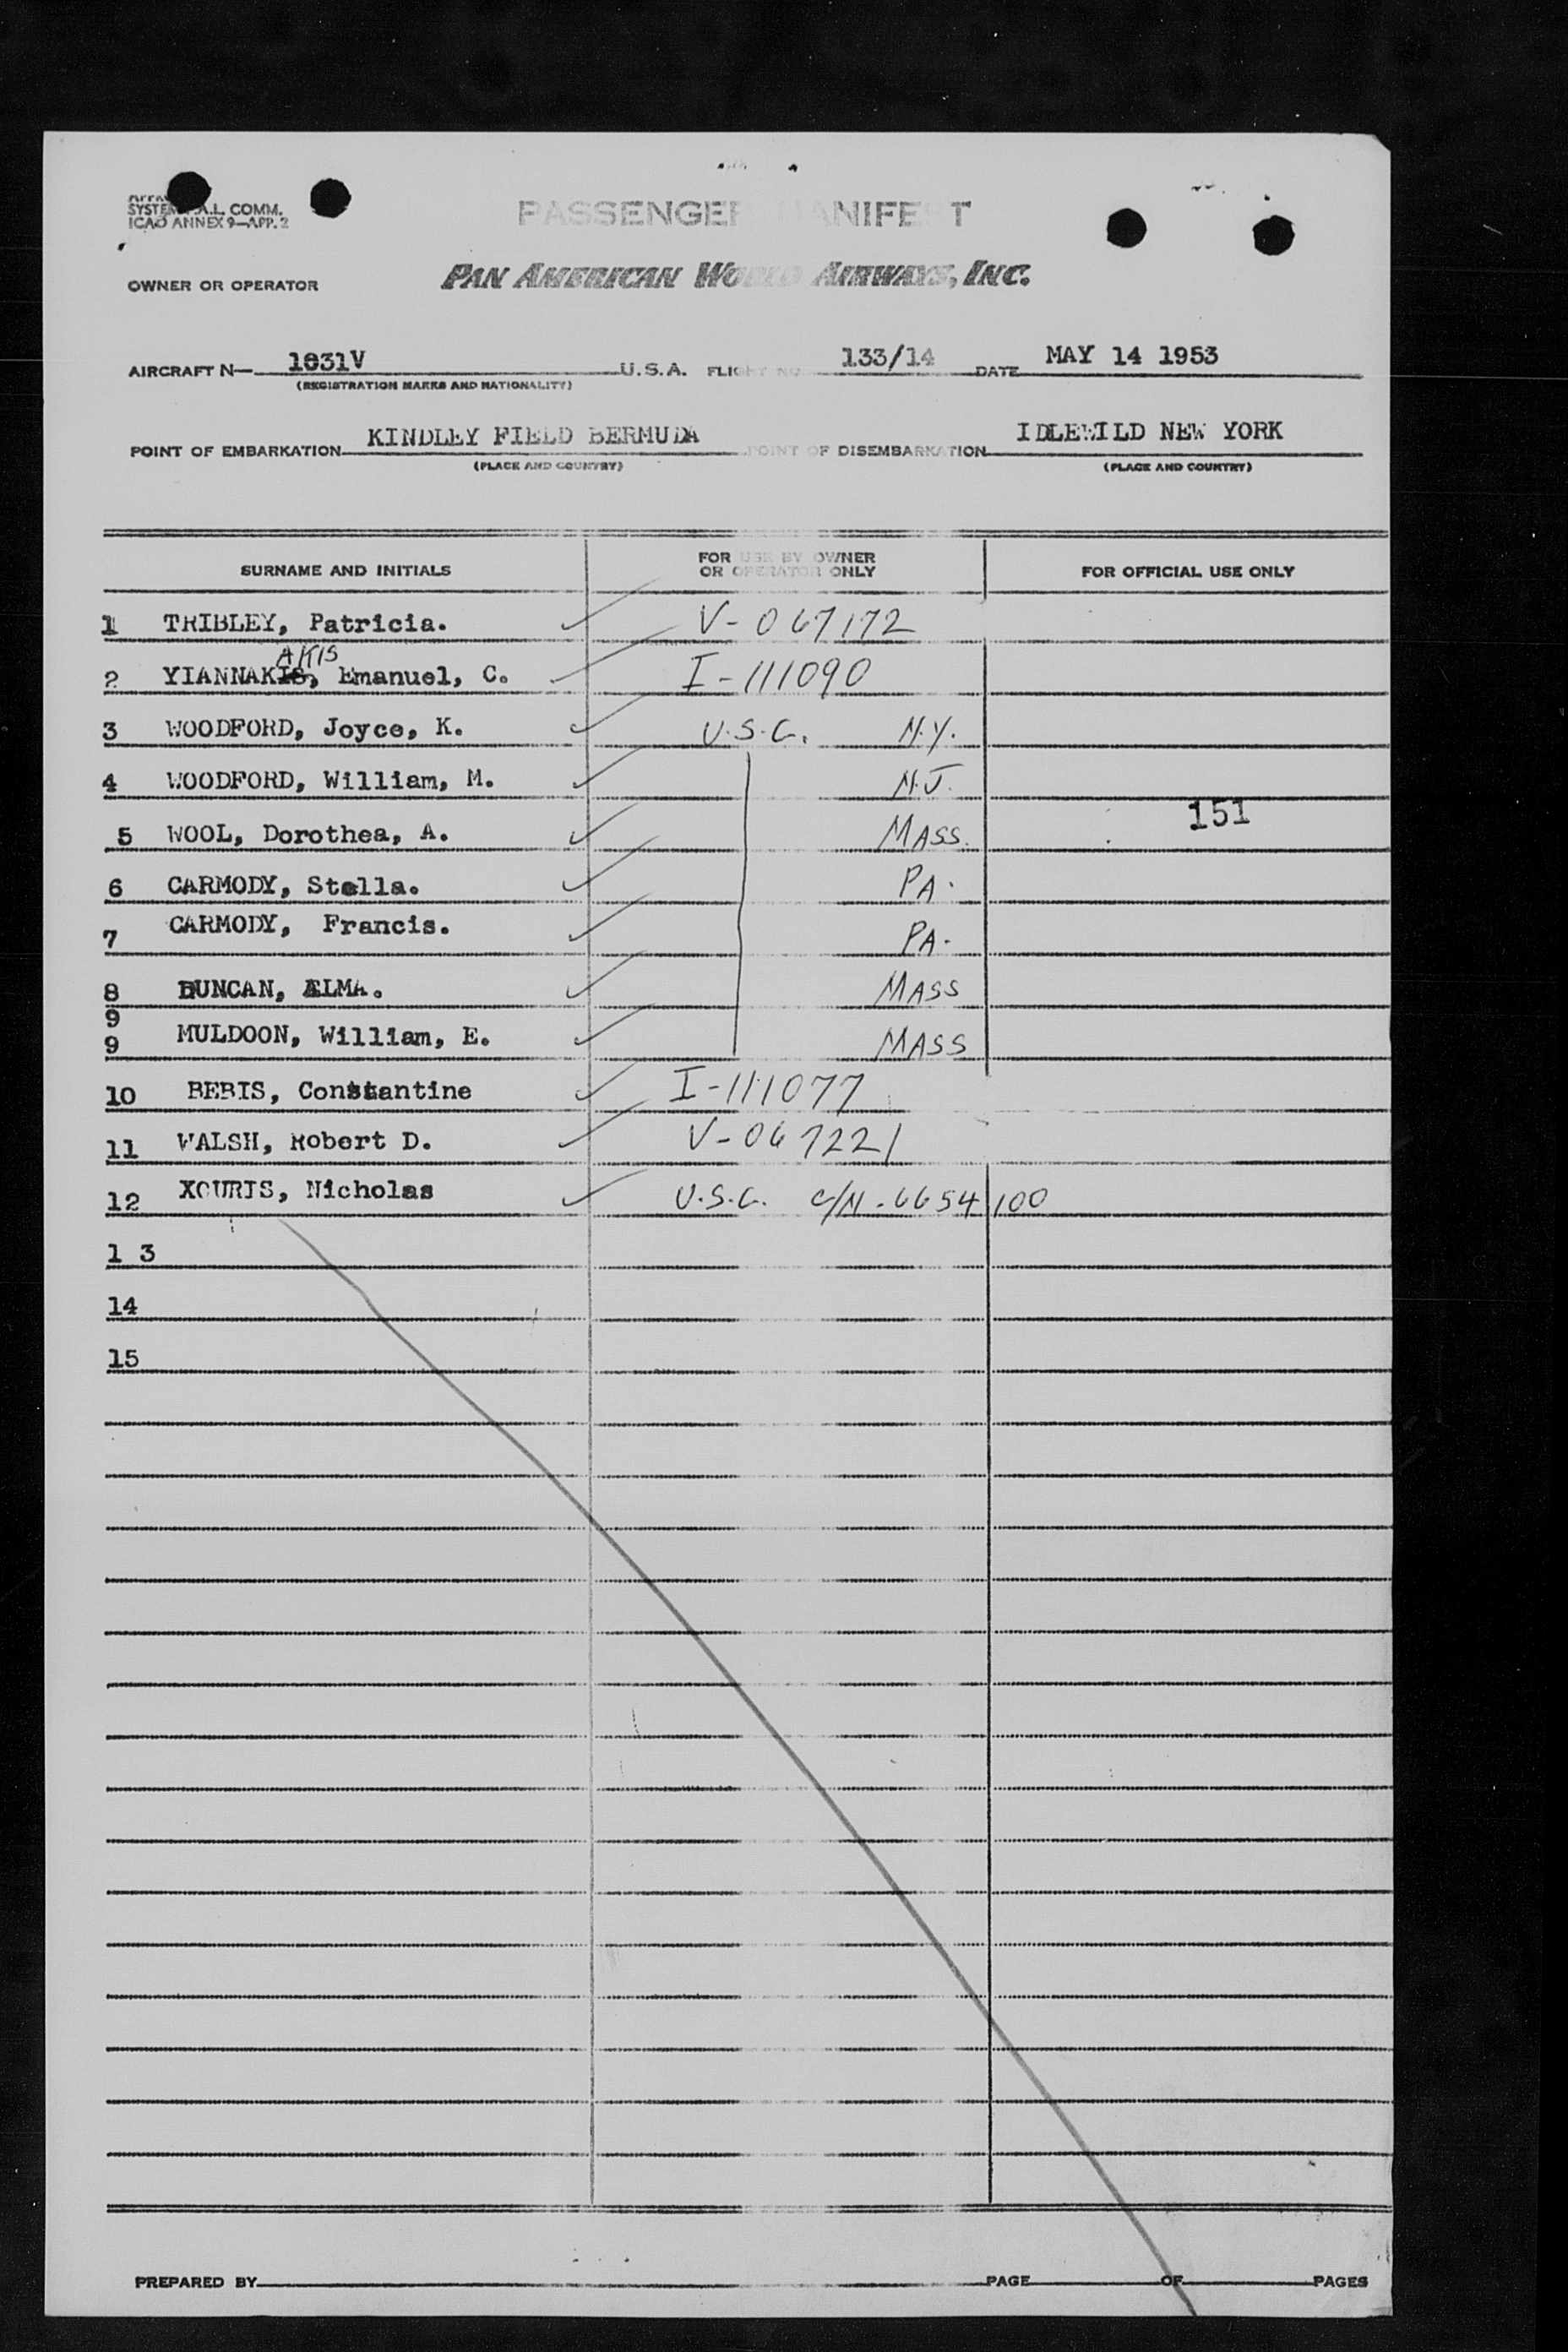 SYSTEM A.L. COMM.
ICAO ANNEX 9—APP. 2
PASSENGER MANIFEST
OWNER OR OPERATOR PAN AMERICAN WORLD AIRWAYS, INC.
AIRCRAFT N— 1031V U.S.A. FLIGHT NO 133/14 DATE MAY 14 1953
(REGISTRATION MARKS AND NATIONALITY)
POINT OF EMBARKATION KINDLEY FIELD BERMUDA POINT OF DISEMBARKATION IDLEWILD NEW YORK
(PLACE AND COUNTRY) (PLACE AND COUNTRY)
SURNAME AND INITIALS FOR USE BY OWNER OR OPERATOR ONLY FOR OFFICIAL USE ONLY
1 TRIBLEY, Patricia. V-067172
AKIS
2 YIANNAKIS, Emanuel, C. I-111090
3 WOODFORD, Joyce, K. U.S.C. N.Y.
4 WOODFORD, William, M. N.J.
151
5 WOOL, Dorothea, A. MASS.
6 CARMODY, Stella. PA.
7 CARMODY, Francis. PA.
8 DUNCAN, ALMA. MASS
9
9 MULDOON, William, E. MASS
10 BEBIS, Constantine I-111077
11 WALSH, Robert D. V-067221
12 XOURIS, Nicholas U.S.C. C/N-6654100
1 3
14
15
PREPARED BY PAGE OF PAGES